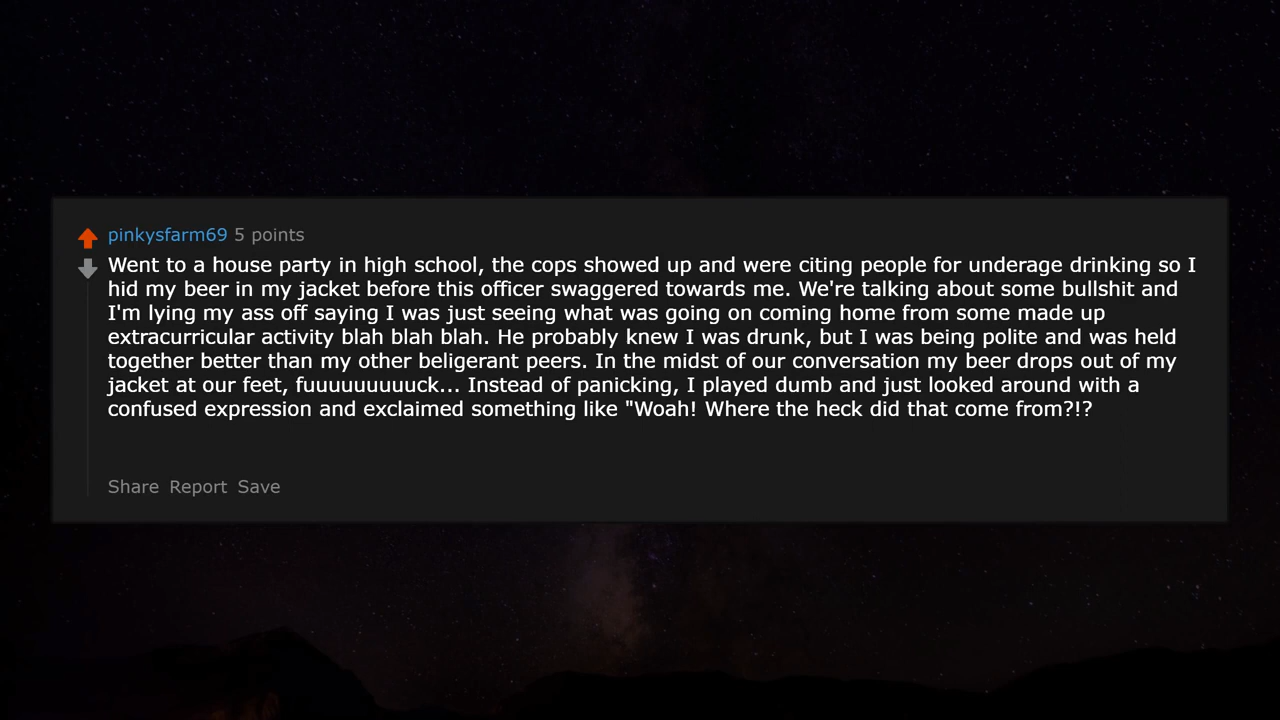 pinkysfarm69 5 points
Went to a house party in high school, the cops showed up and were citing people for underage drinking so I
hid my beer in my jacket before this officer swaggered towards me. We're talking about some bullshit and
I'm lying my ass off saying I was just seeing what was going on coming home from some made up
extracurricular activity blah blah blah. He probably knew I was drunk, but I was being polite and was held
together better than my other beligerant peers. In the midst of our conversation my beer drops out of my
jacket at our feet, fuuuuuuuuuck... Instead of panicking, I played dumb and just looked around with a
confused expression and exclaimed something like "Woah! Where the heck did that come from?!?
Share Report Save